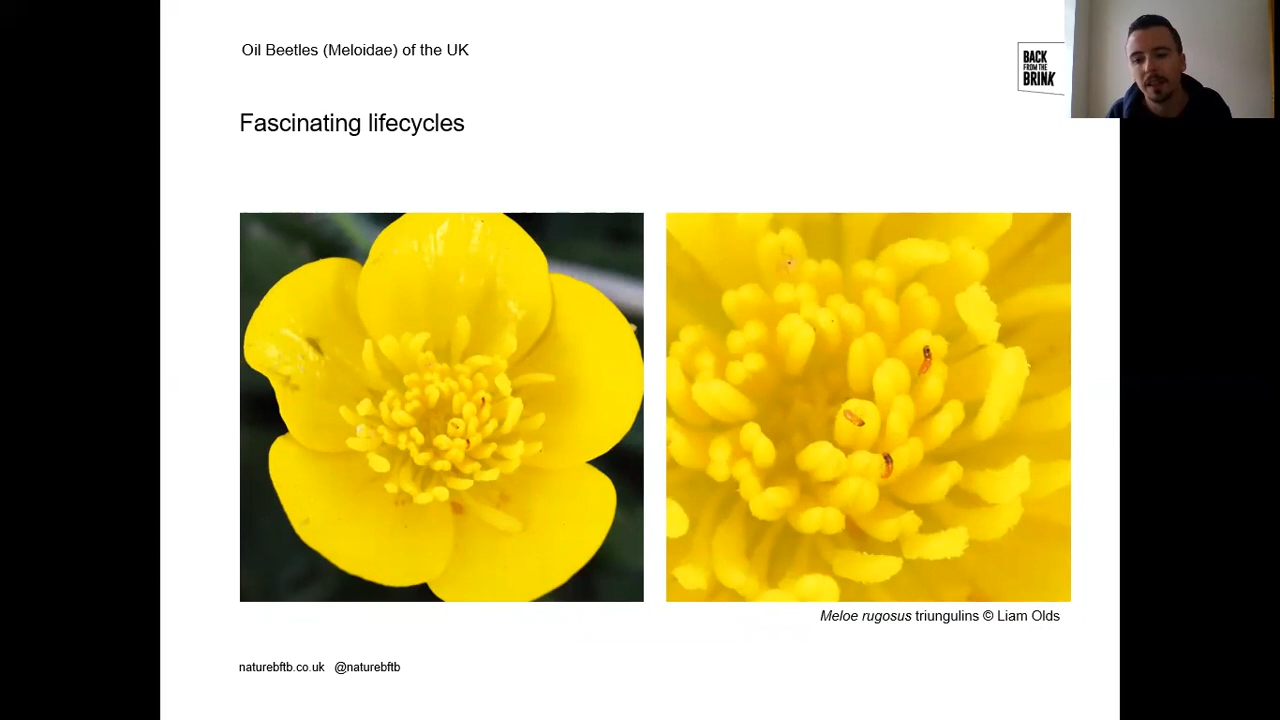 Oil Beetles (Meloidae) of the UK
BACK
FROM THE
BRINK
Fascinating lifecycles
Meloe rugosus triungulins © Liam Olds
naturebftb.co.uk @naturebftb